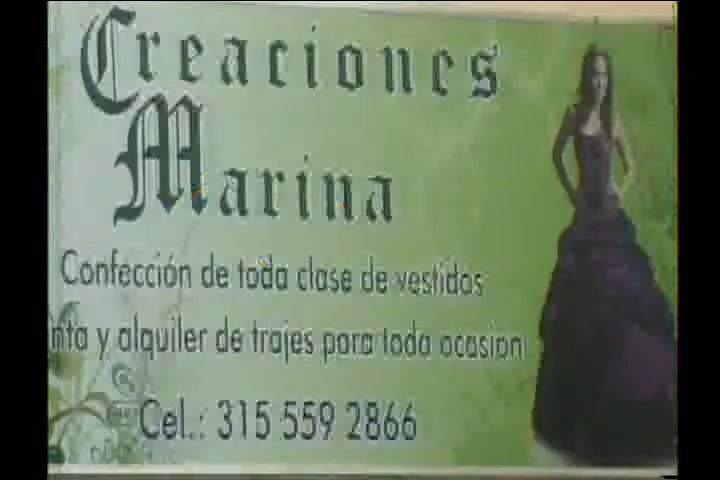 Creaciones
Marina
Confección de toda clase de vestidos
nta y alquiler de trajes para toda ocasion
Cel.: 315 559 2866